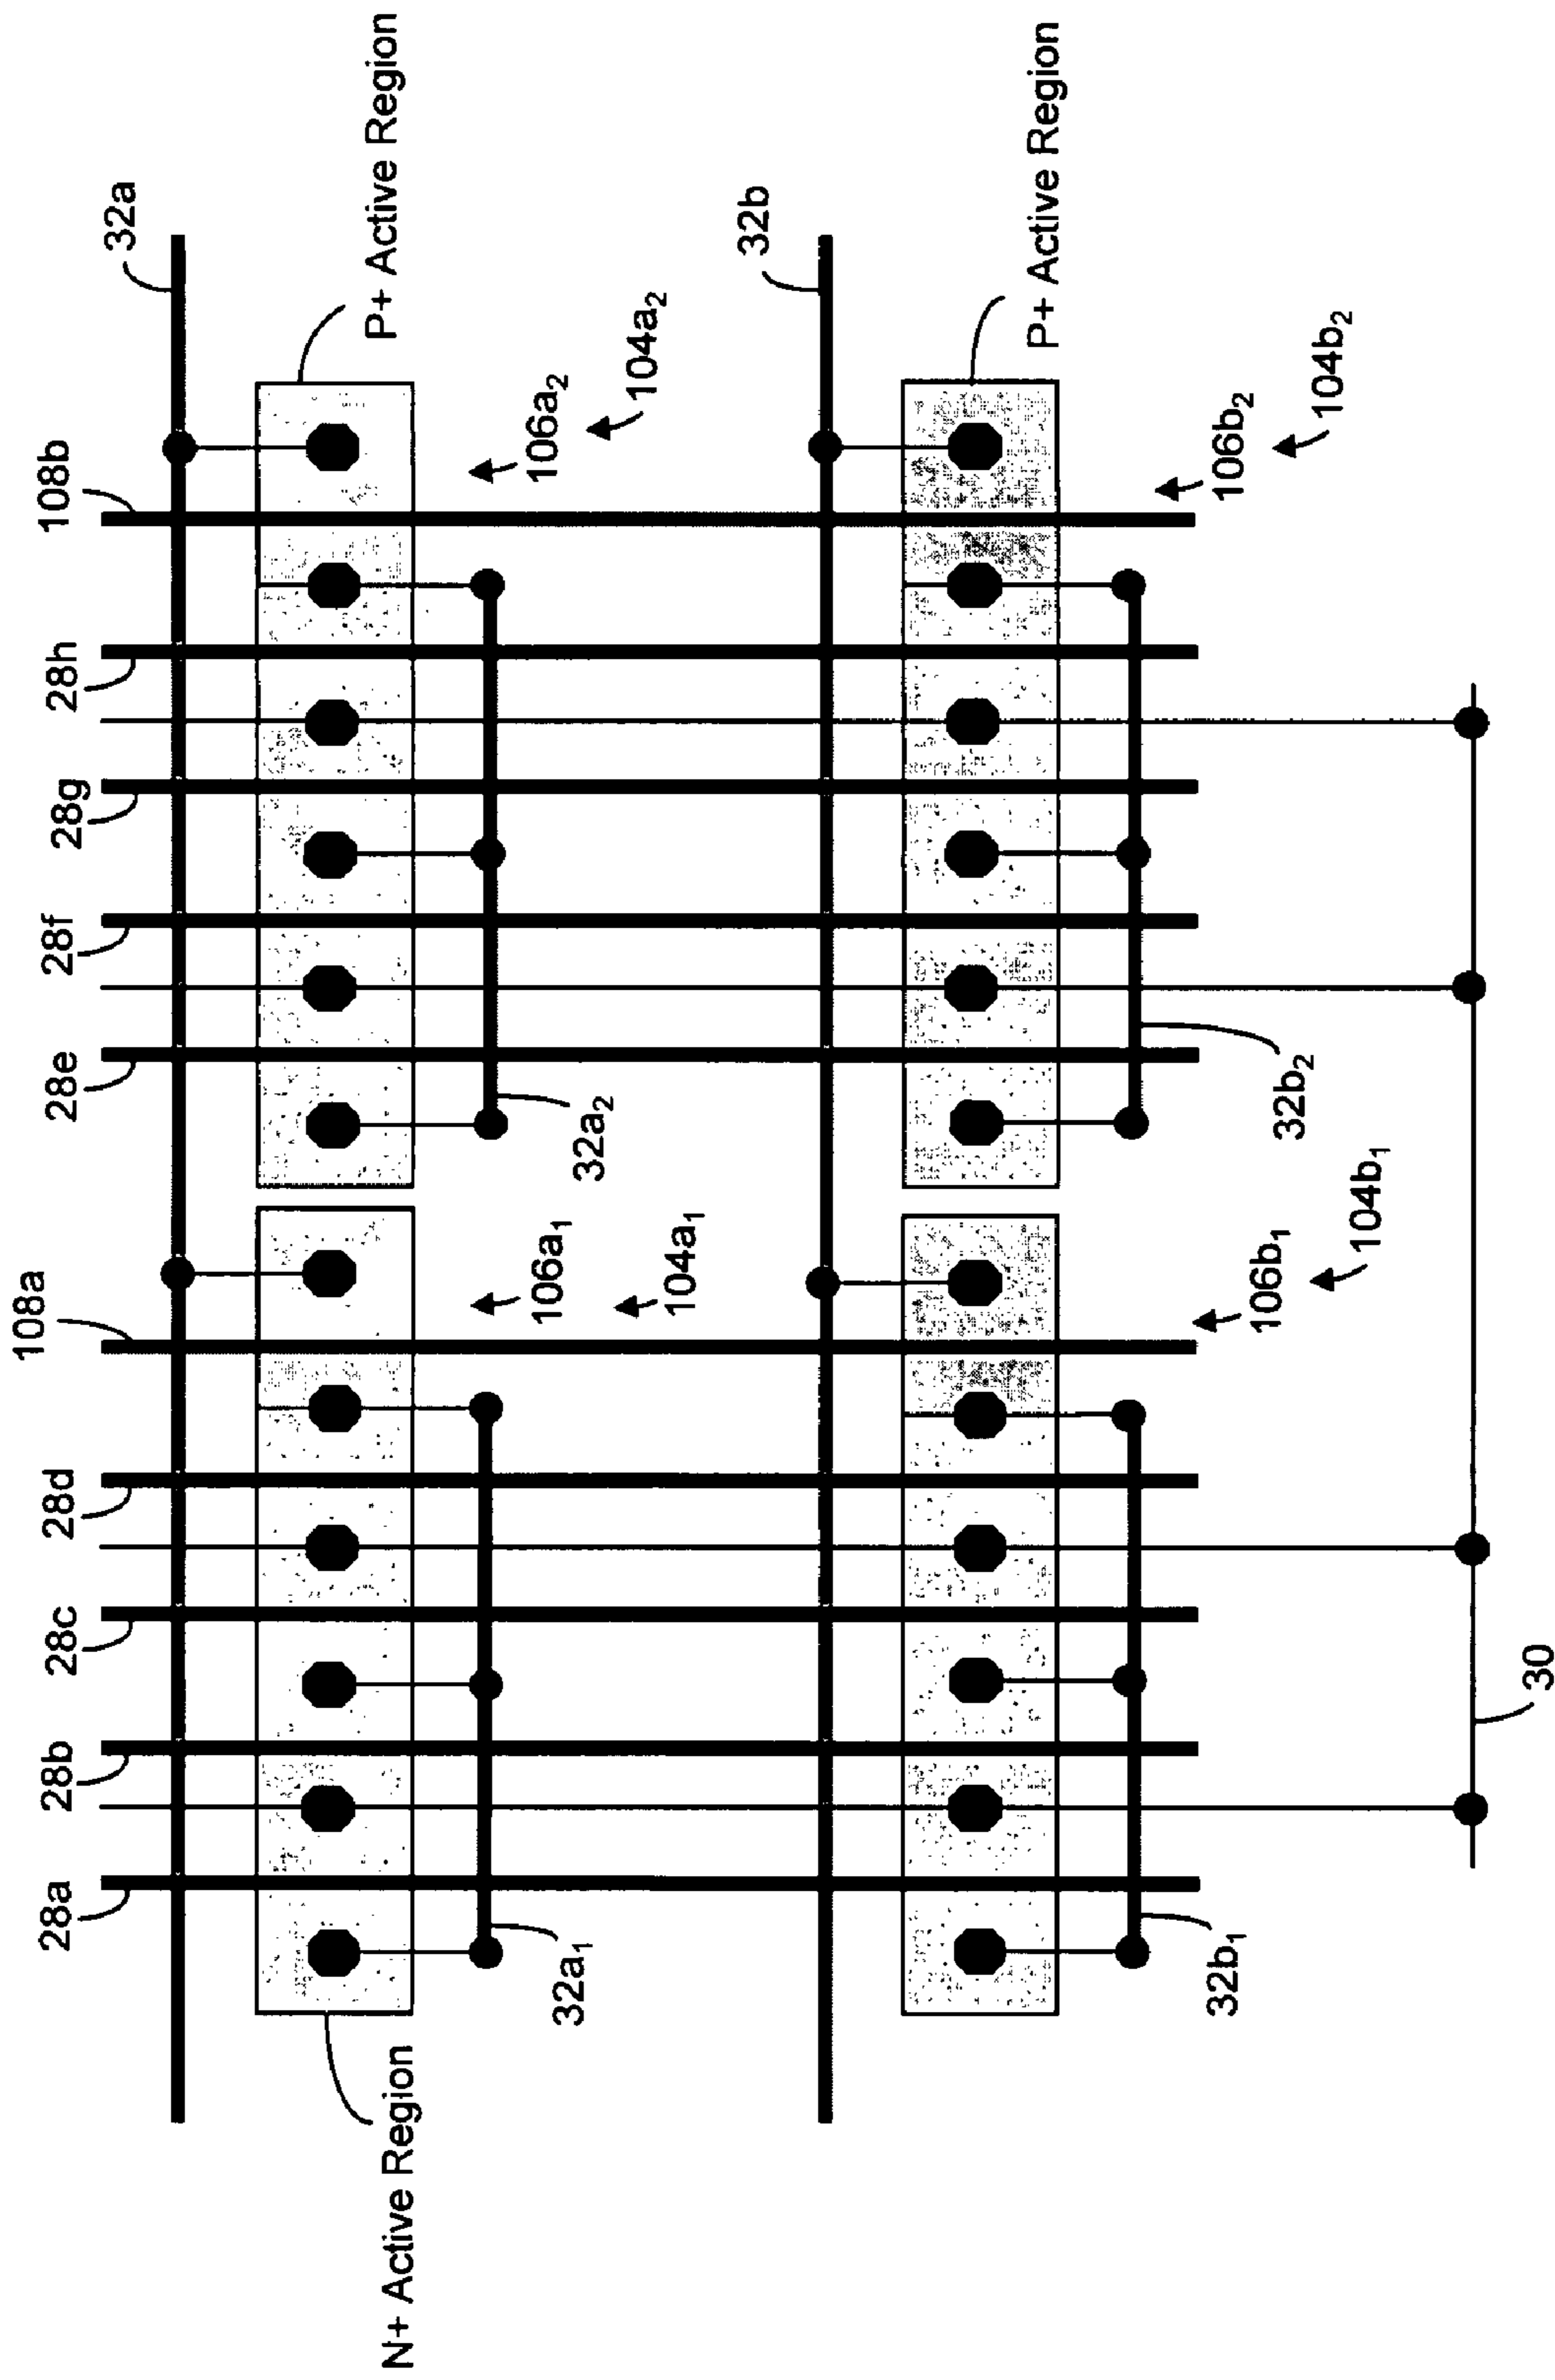 28a
28b
28c
28d
108a
28e
28f
28g
28h
108b
32a
N+ Active Region
P+ Active Region
32a₁
106a₁
104a₁
32a₂
106a₂
104a₂
32b
P+ Active Region
32b₁
106b₁
104b₁
32b₂
106b₂
104b₂
30